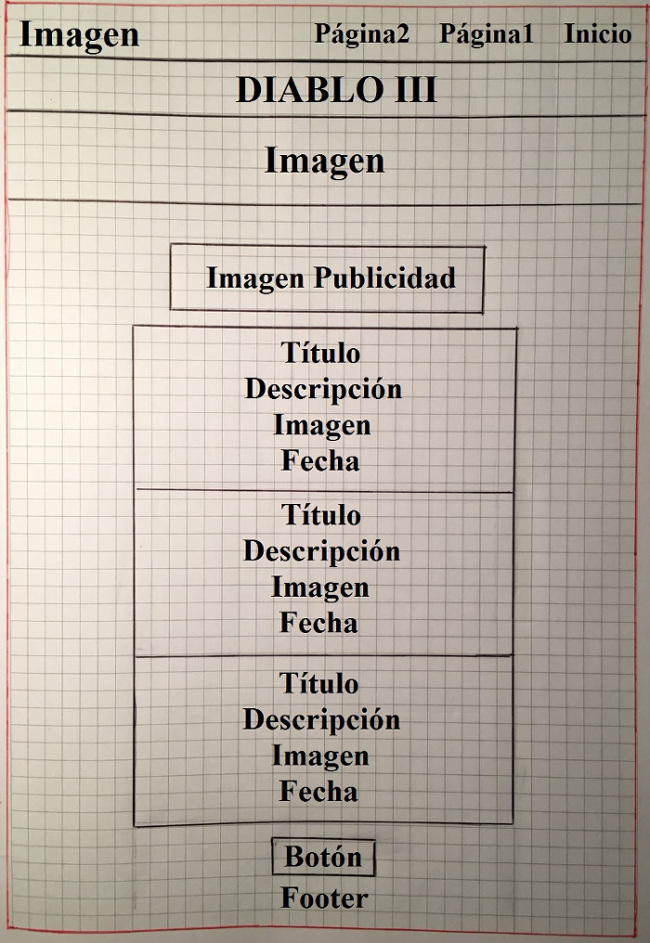 Imagen Página2 Página1 Inicio
DIABLO III
Imagen
Imagen Publicidad
Título
Descripción
Imagen
Fecha
Título
Descripción
Imagen
Fecha
Título
Descripción
Imagen
Fecha
Botón
Footer